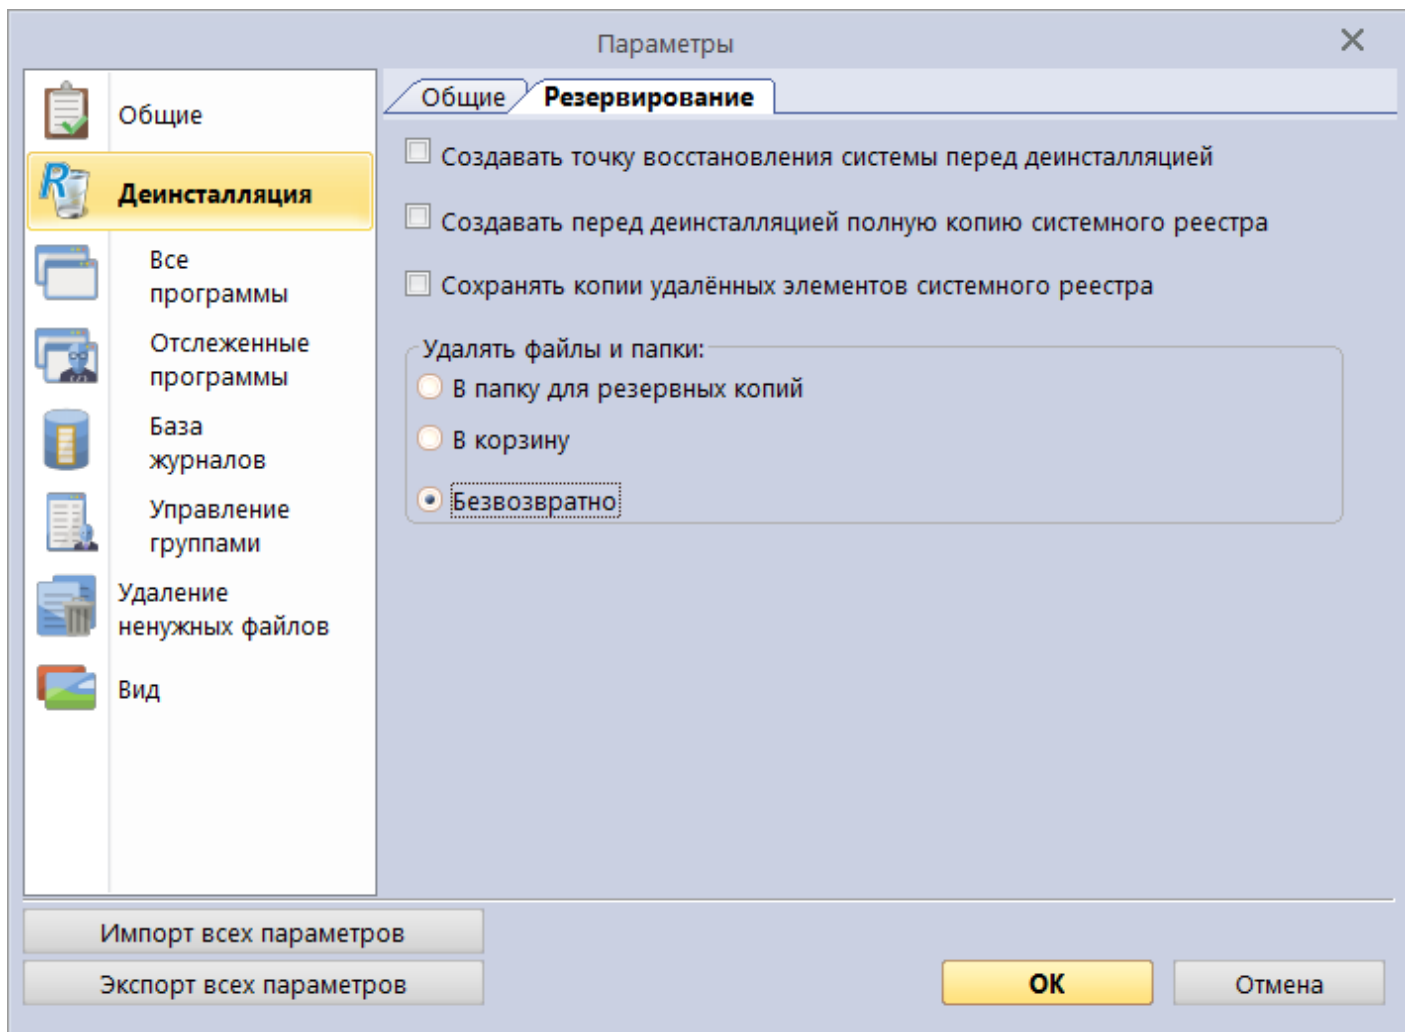 Параметры
Общие
Деинсталляция
Все
программы
Отслеженные
программы
База
журналов
Управление
группами
Удаление
ненужных файлов
Вид
Общие Резервирование
Создавать точку восстановления системы перед деинсталляцией
Создавать перед деинсталляцией полную копию системного реестра
Сохранять копии удалённых элементов системного реестра
Удалять файлы и папки:
В папку для резервных копий
В корзину
Безвозвратно
Импорт всех параметров
Экспорт всех параметров
ОК Отмена